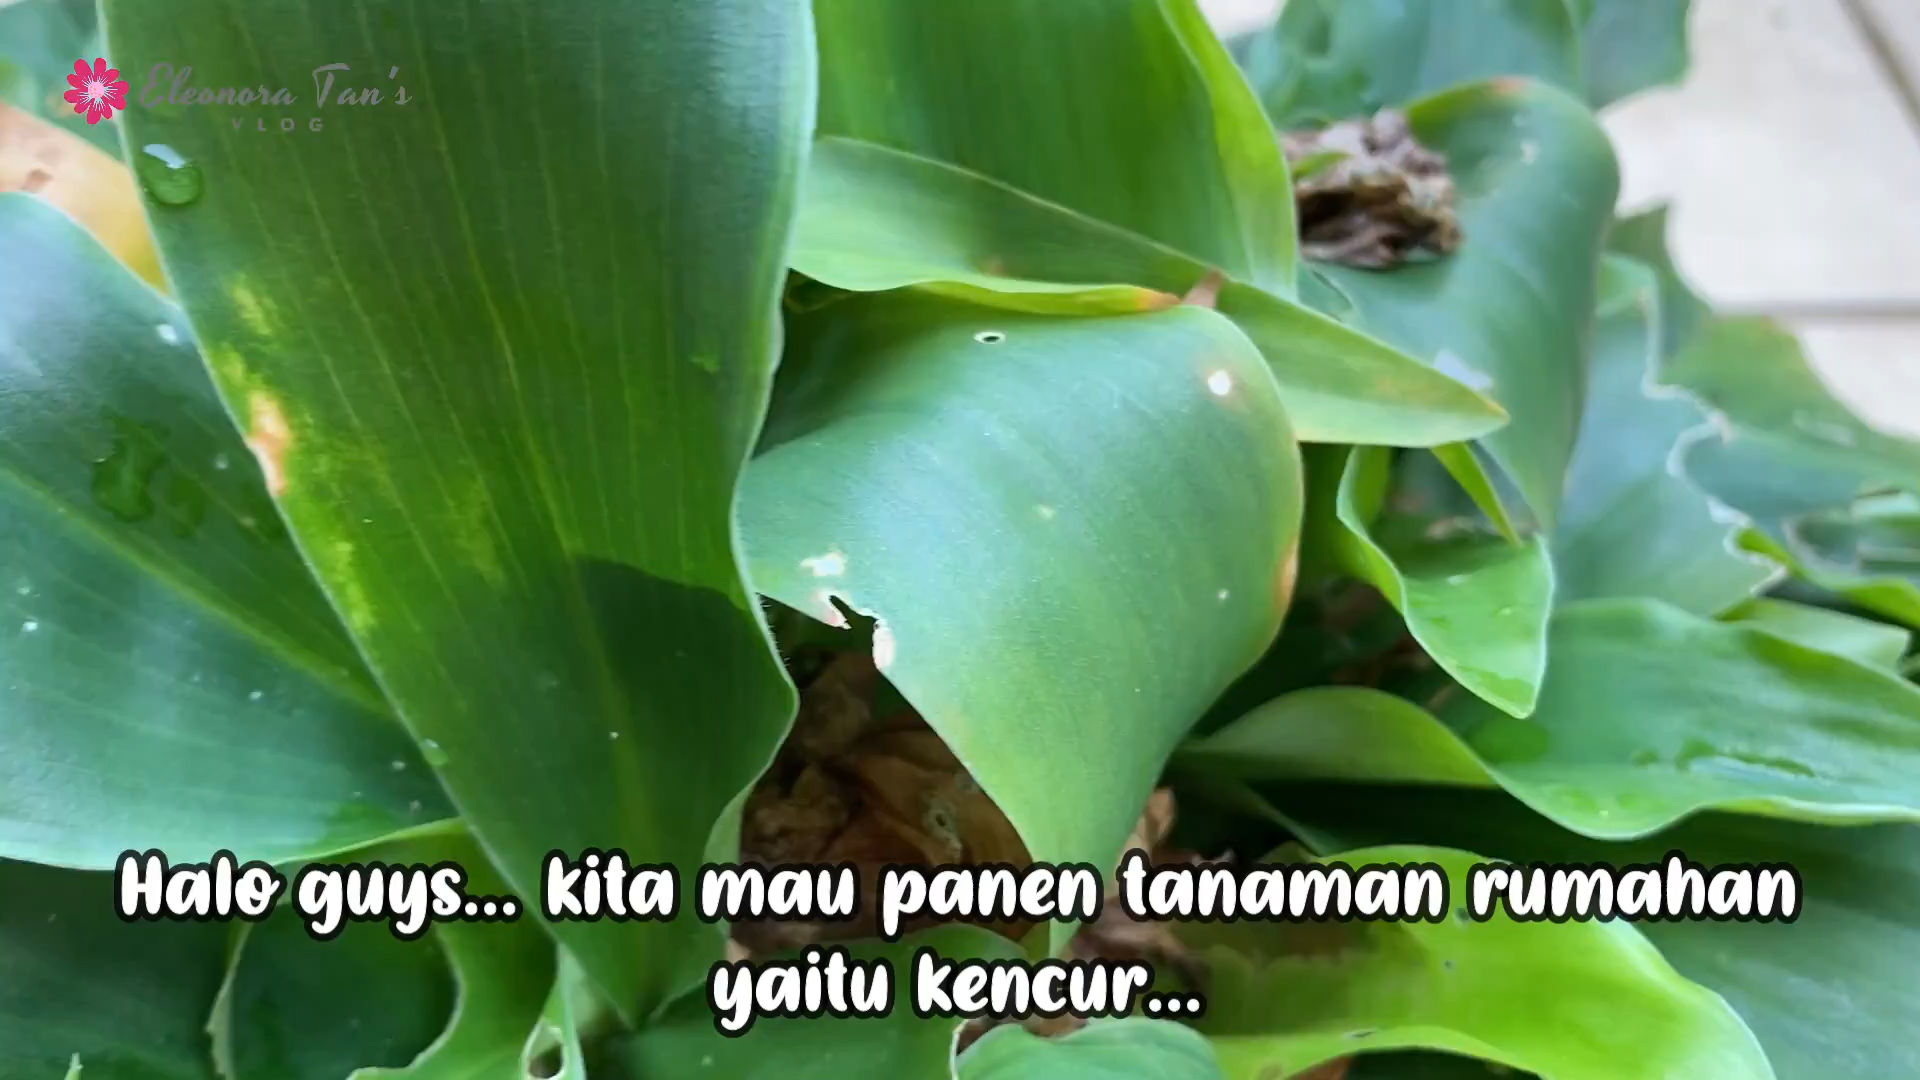 Eleonora Tan's
VLOG
Halo guys... kita mau panen tanaman rumahan
yaitu kencur...